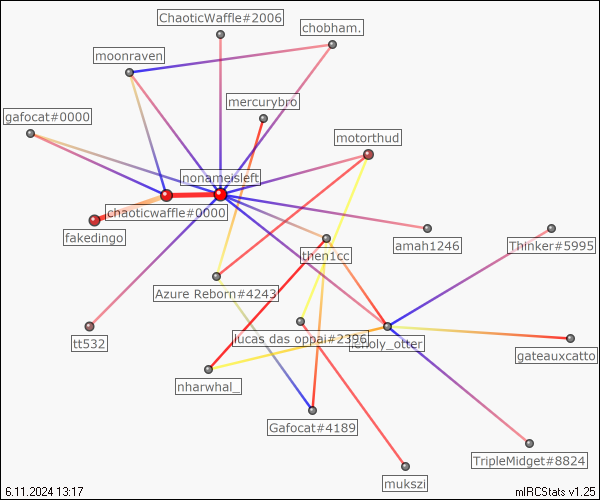 ChaoticWaffle#2006
chobham.
moonraven
mercurybro
gafocat#0000
motorthud
nonameisleft
chaoticwaffle#0000
fakedingo
amah1246
Thinker#5995
then1cc
Azure Reborn#4243
lucas das oppai#2396
_otter
tt532
gateauxcatto
nharwhal_
Gafocat#4189
TripleMidget#8824
mukszi
6.11.2024 13:17
mIRCStats v1.25